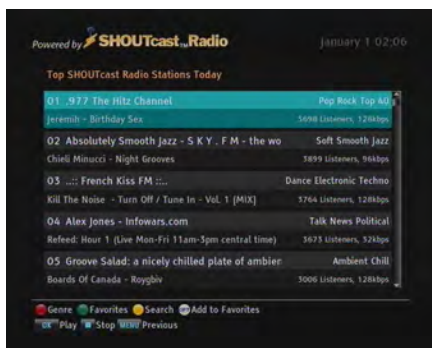 Powered by SHOUTcast™ Radio
January 1 02:06
Top SHOUTcast Radio Stations Today
01 .977 The Hitz Channel Pop Rock Top 40
Jeremih - Birthday Sex 5698 Listeners, 128kbps
02 Absolutely Smooth Jazz - S K Y . F M - the wo Soft Smooth Jazz
Chieli Minucci - Night Grooves 3899 Listeners, 96kbps
03 ..:: French Kiss FM ::.. Dance Electronic Techno
Kill The Noise - Turn Off / Tune In - Vol. 1 (MIX) 3764 Listeners, 128kbps
04 Alex Jones - Infowars.com Talk News Political
Refeed: Hour 1 (Live Mon-Fri 11am-3pm central time) 3673 Listeners, 32kbps
05 Groove Salad: a nicely chilled plate of ambier Ambient Chill
Boards Of Canada - Roygbiv 3006 Listeners, 128kbps
Genre Favorites Search Add to Favorites
OK Play Stop MENU Previous